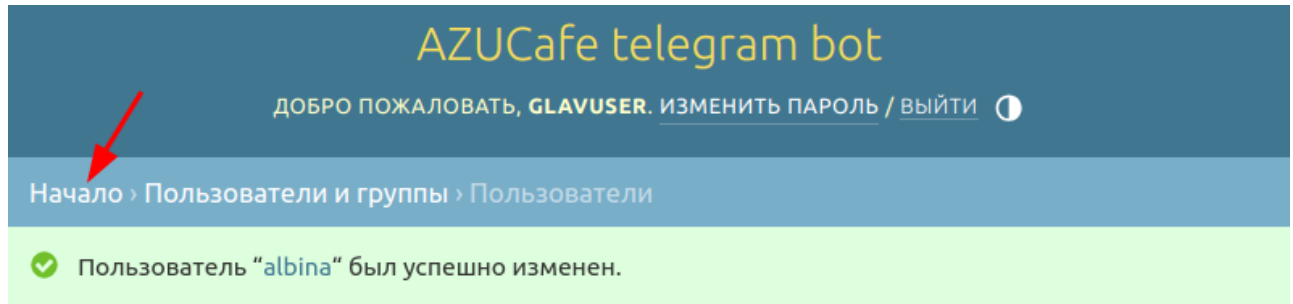 AZUCafe telegram bot
ДОБРО ПОЖАЛОВАТЬ, GLAVUSER. ИЗМЕНИТЬ ПАРОЛЬ / ВЫЙТИ
Начало › Пользователи и группы › Пользователи
Пользователь “albina“ был успешно изменен.